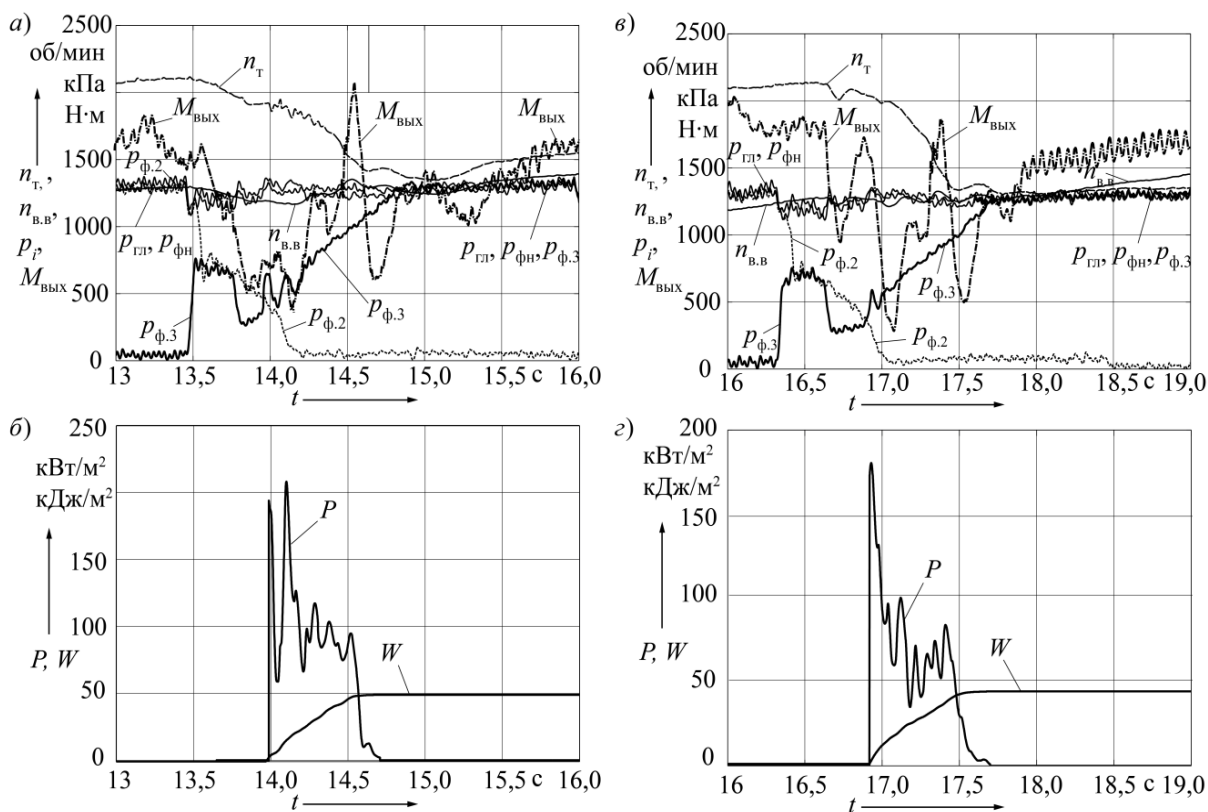 а)
2500
об/мин
кПа
2000
Н·м
1500
n_т,
n_в.в,
1000
p_i,
M_вых
500
0
n_т
M_вых
M_вых
M_вых
p_ф.2
p_гл, p_фн
n_в.в
p_гл, p_фн, p_ф.3
p_ф.3
p_ф.2
p_ф.3
13 13,5 14,0 14,5 15,0 15,5 с 16,0
t
в)
2500
об/мин
кПа
2000
Н·м
1500
n_т,
n_в.в,
1000
p_i,
M_вых
500
0
n_т
M_вых
M_вых
p_гл, p_фн
n_в.в
n_в.в
p_ф.2
p_гл, p_фн, p_ф.3
p_ф.3
p_ф.3
p_ф.2
16 16,5 17,0 17,5 18,0 18,5 с 19,0
t
б)
250
кВт/м²
кДж/м²
200
150
100
P, W
50
0
P
W
13 13,5 14,0 14,5 15,0 15,5 с 16,0
t
г)
200
кВт/м²
кДж/м²
150
100
P, W
50
0
P
W
16 16,5 17,0 17,5 18,0 18,5 с 19,0
t